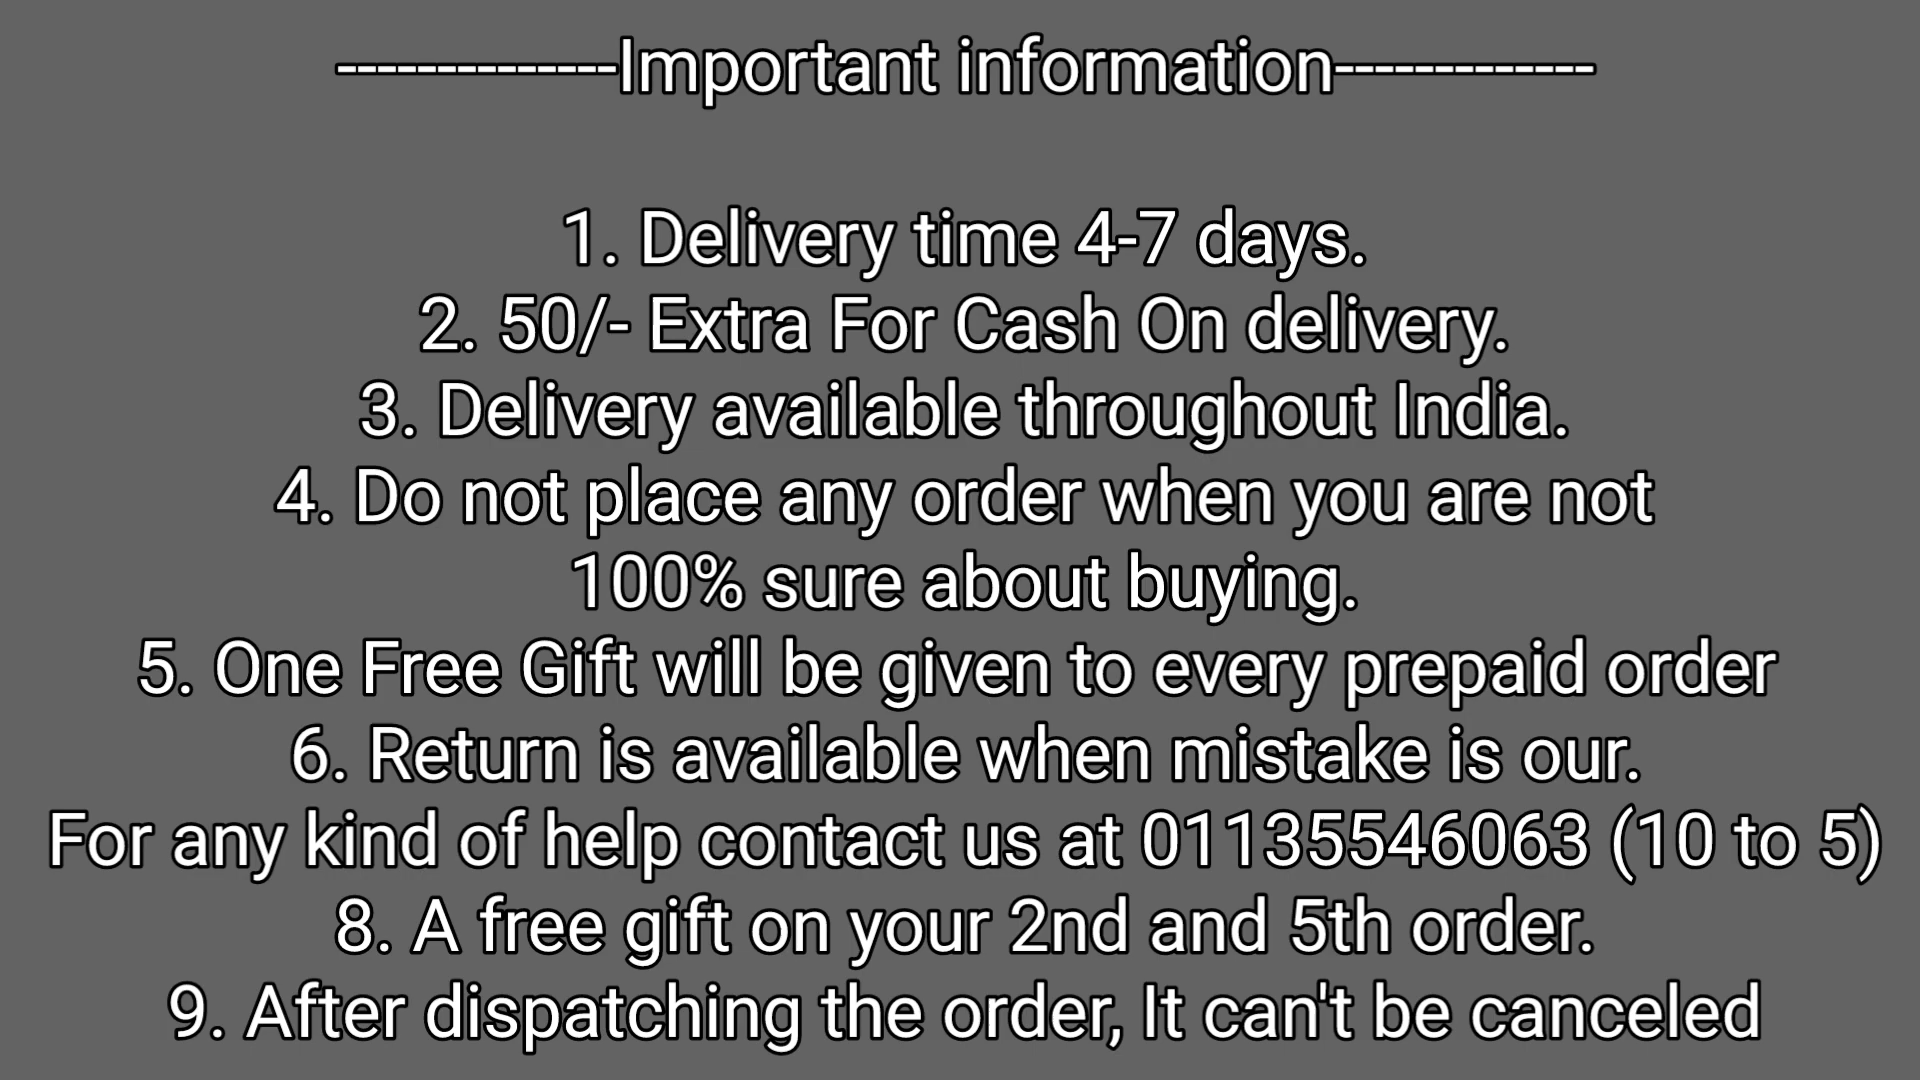 --------------Important information-------------
1. Delivery time 4-7 days.
2. 50/- Extra For Cash On delivery.
3. Delivery available throughout India.
4. Do not place any order when you are not
100% sure about buying.
5. One Free Gift will be given to every prepaid order
6. Return is available when mistake is our.
For any kind of help contact us at 01135546063 (10 to 5)
8. A free gift on your 2nd and 5th order.
9. After dispatching the order, It can't be canceled